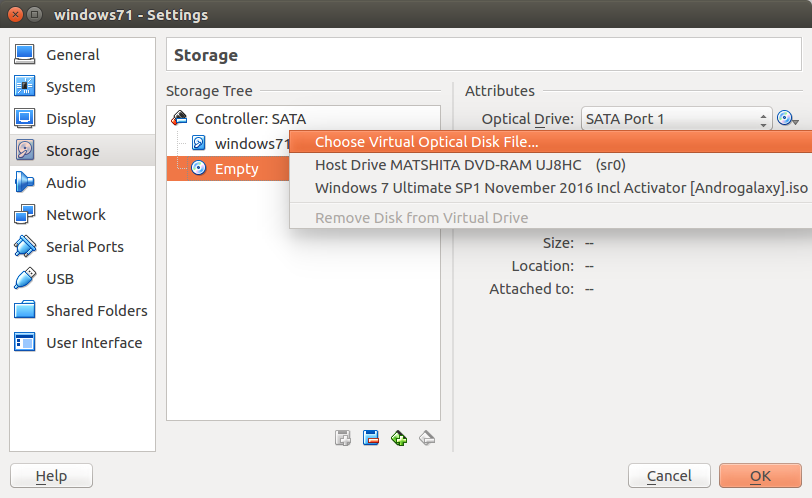 windows71 - Settings
General
System
Display
Storage
Audio
Network
Serial Ports
USB
Shared Folders
User Interface
Storage
Storage Tree
Controller: SATA
windows71
Empty
Attributes
Optical Drive: SATA Port 1
Choose Virtual Optical Disk File...
Host Drive MATSHITA DVD-RAM UJ8HC (sr0)
Windows 7 Ultimate SP1 November 2016 Incl Activator [Androgalaxy].iso
Remove Disk from Virtual Drive
Size: --
Location: --
Attached to: --
Help
Cancel
OK